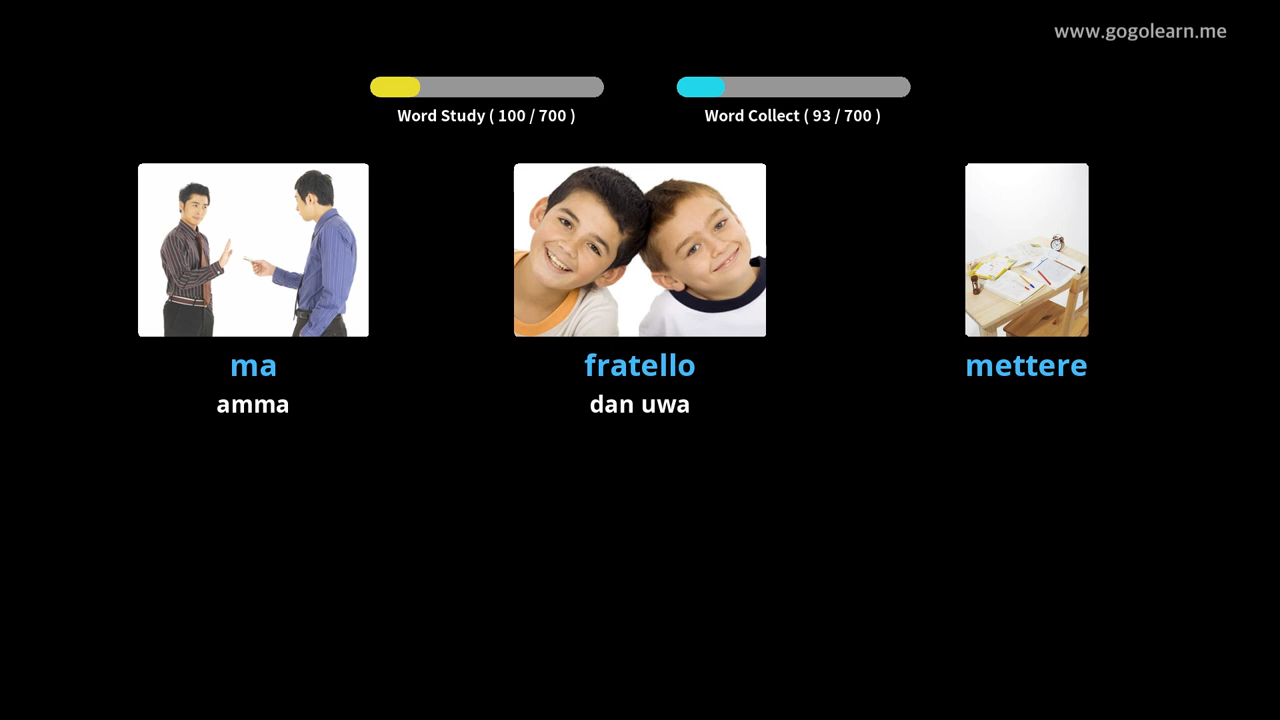 www.gogolearn.me
Word Study ( 100 / 700 )
Word Collect ( 93 / 700 )
ma
amma
fratello
dan uwa
mettere